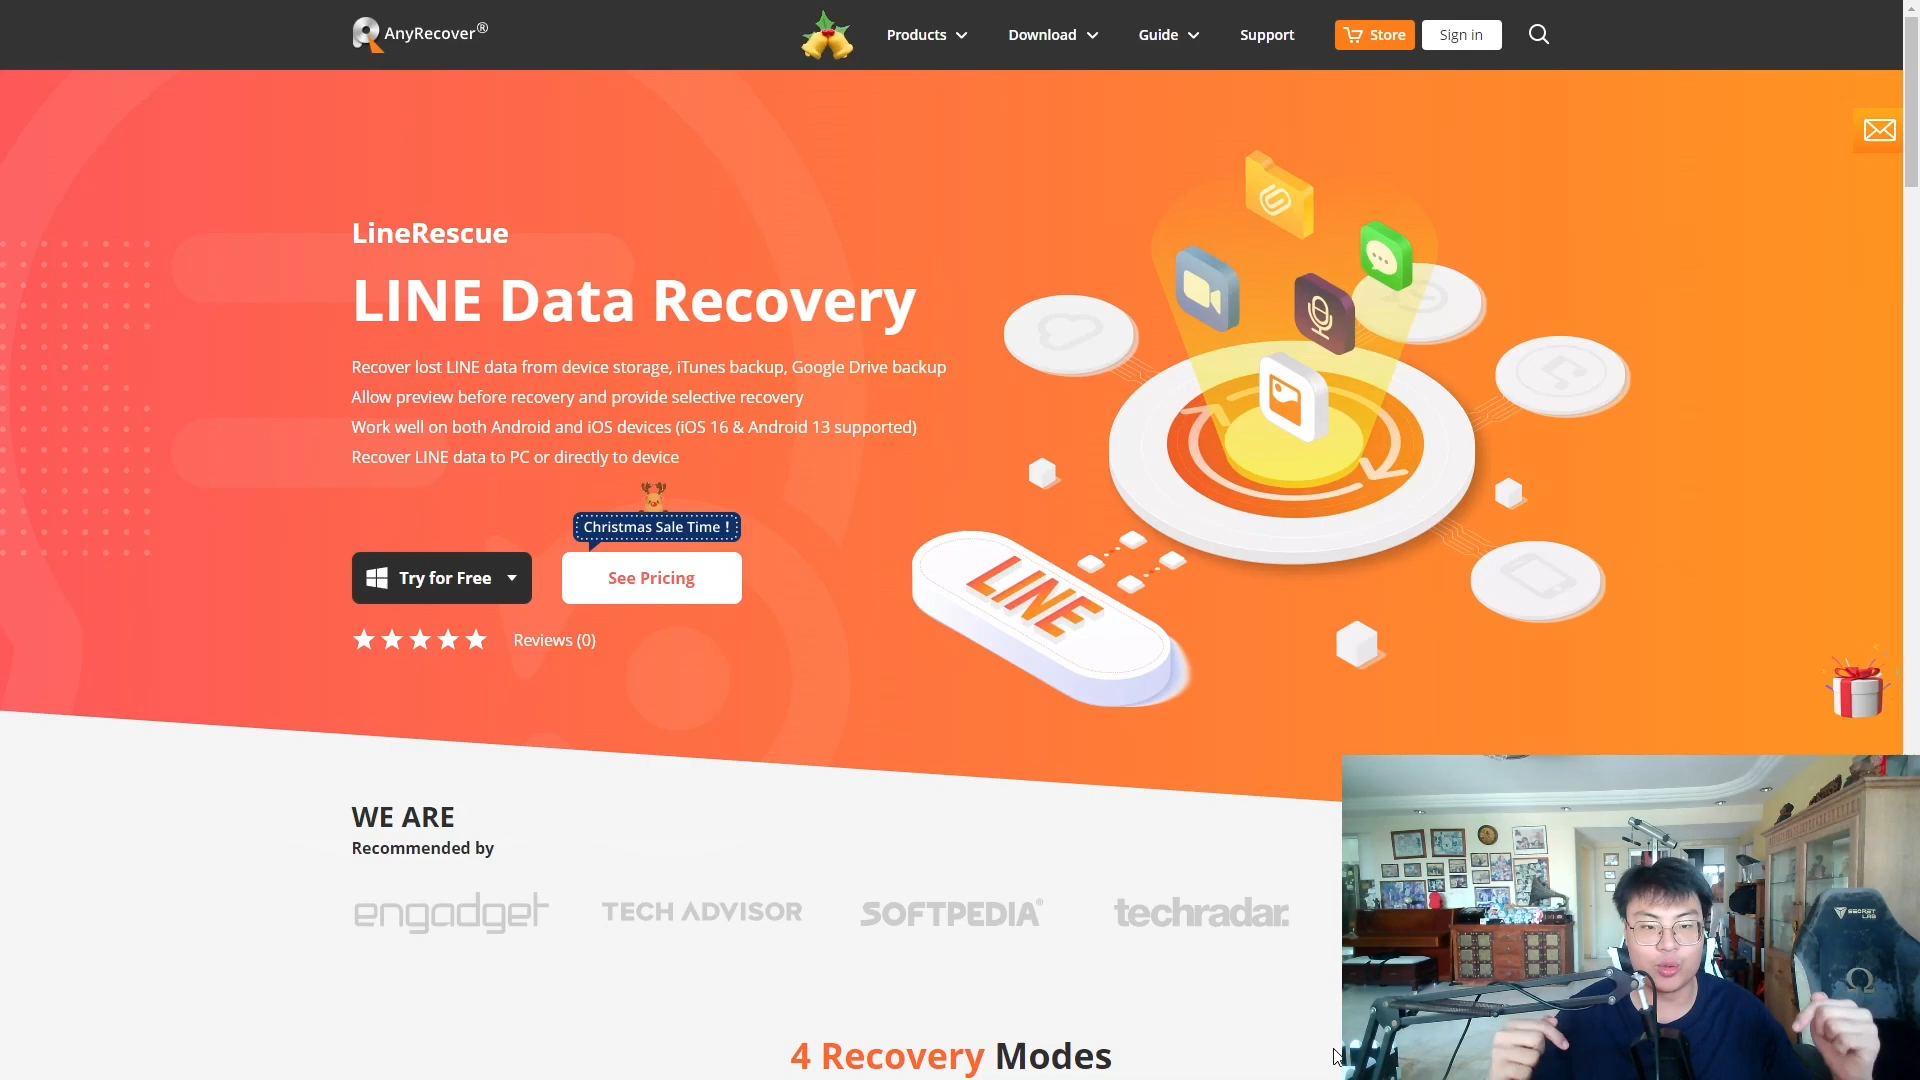 AnyRecover®
Products
Download
Guide
Support
Store
Sign in
LineRescue
LINE Data Recovery
Recover lost LINE data from device storage, iTunes backup, Google Drive backup
Allow preview before recovery and provide selective recovery
Work well on both Android and iOS devices (iOS 16 & Android 13 supported)
Recover LINE data to PC or directly to device
Christmas Sale Time !
Try for Free
See Pricing
Reviews (0)
LINE
WE ARE
Recommended by
engadget
TECH ADVISOR
SOFTPEDIA®
techradar.
SECRET LAB
4 Recovery Modes